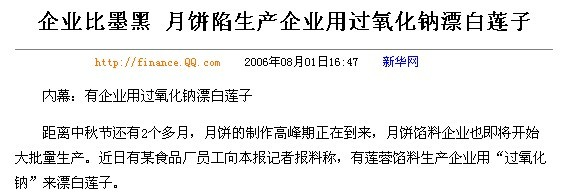 企业比墨黑 月饼陷生产企业用过氧化钠漂白莲子
http://finance.QQ.com 2006年08月01日16:47 新华网
内幕：有企业用过氧化钠漂白莲子
距离中秋节还有2个多月，月饼的制作高峰期正在到来，月饼馅料企业也即将开始
大批量生产。近日有某食品厂员工向本报记者报料称，有莲蓉馅料生产企业用“过氧化
钠”来漂白莲子。